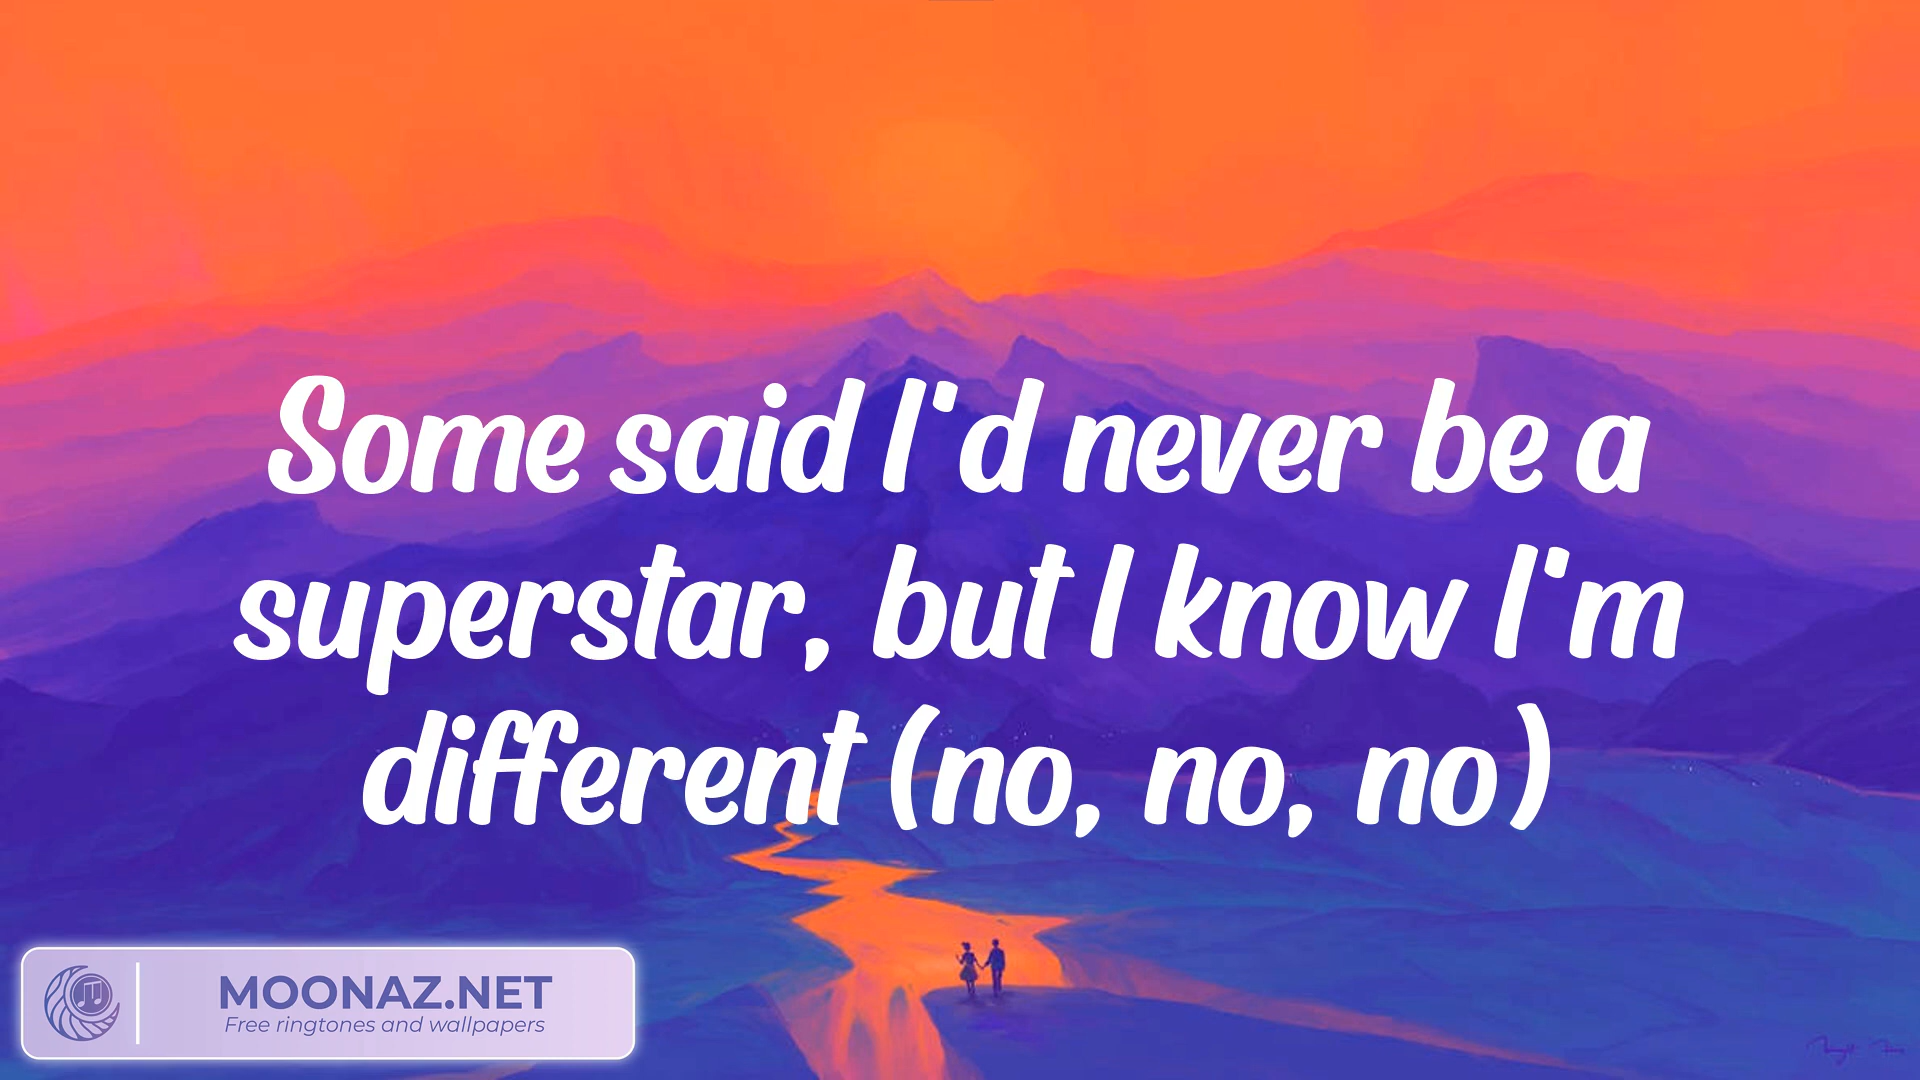 Some said I'd never be a
superstar, but I know I'm
different (no, no, no)
MOONAZ.NET
Free ringtones and wallpapers